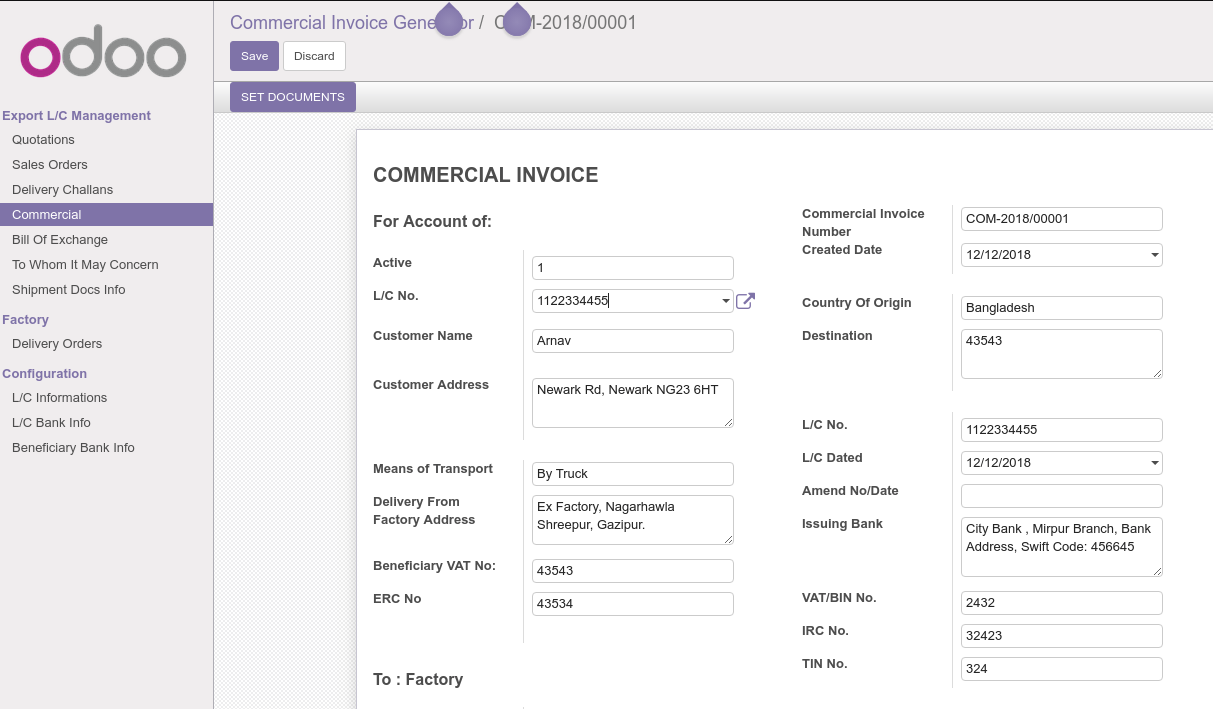 Commercial Invoice Gene or / CO M-2018/00001
odoo
Save
Discard
SET DOCUMENTS
Export L/C Management
Quotations
Sales Orders
Delivery Challans
Commercial
Bill Of Exchange
To Whom It May Concern
Shipment Docs Info
Factory
Delivery Orders
Configuration
L/C Informations
L/C Bank Info
Beneficiary Bank Info
COMMERCIAL INVOICE
For Account of:
Active
1
L/C No.
1122334455
Customer Name
Arnav
Customer Address
Newark Rd, Newark NG23 6HT
Means of Transport
By Truck
Delivery From
Factory Address
Ex Factory, Nagarhawla
Shreepur, Gazipur.
Beneficiary VAT No:
43543
ERC No
43534
To : Factory
Commercial Invoice
Number
COM-2018/00001
Created Date
12/12/2018
Country Of Origin
Bangladesh
Destination
43543
L/C No.
1122334455
L/C Dated
12/12/2018
Amend No/Date
Issuing Bank
City Bank , Mirpur Branch, Bank
Address, Swift Code: 456645
VAT/BIN No.
2432
IRC No.
32423
TIN No.
324